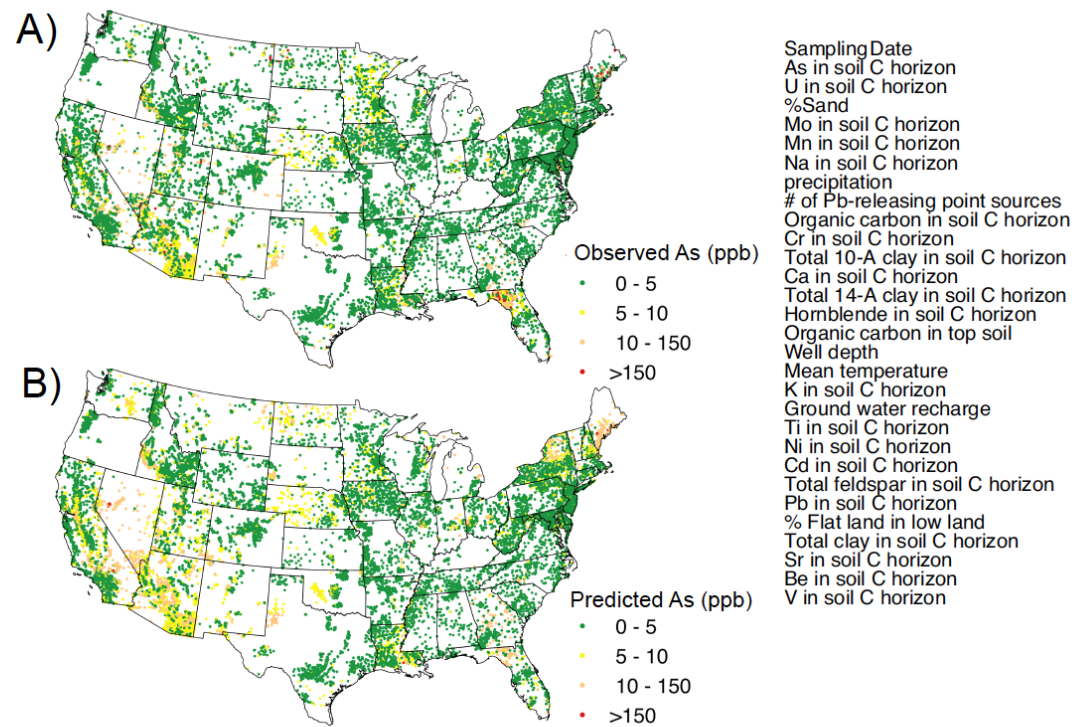 A)
Observed As (ppb)
0 - 5
5 - 10
10 - 150
>150
B)
Predicted As (ppb)
0 - 5
5 - 10
10 - 150
>150
Sampling Date
As in soil C horizon
U in soil C horizon
%Sand
Mo in soil C horizon
Mn in soil C horizon
Na in soil C horizon
precipitation
# of Pb-releasing point sources
Organic carbon in soil C horizon
Cr in soil C horizon
Total 10-A clay in soil C horizon
Ca in soil C horizon
Total 14-A clay in soil C horizon
Hornblende in soil C horizon
Organic carbon in top soil
Well depth
Mean temperature
K in soil C horizon
Ground water recharge
Ti in soil C horizon
Ni in soil C horizon
Cd in soil C horizon
Total feldspar in soil C horizon
Pb in soil C horizon
% Flat land in low land
Total clay in soil C horizon
Sr in soil C horizon
Be in soil C horizon
V in soil C horizon